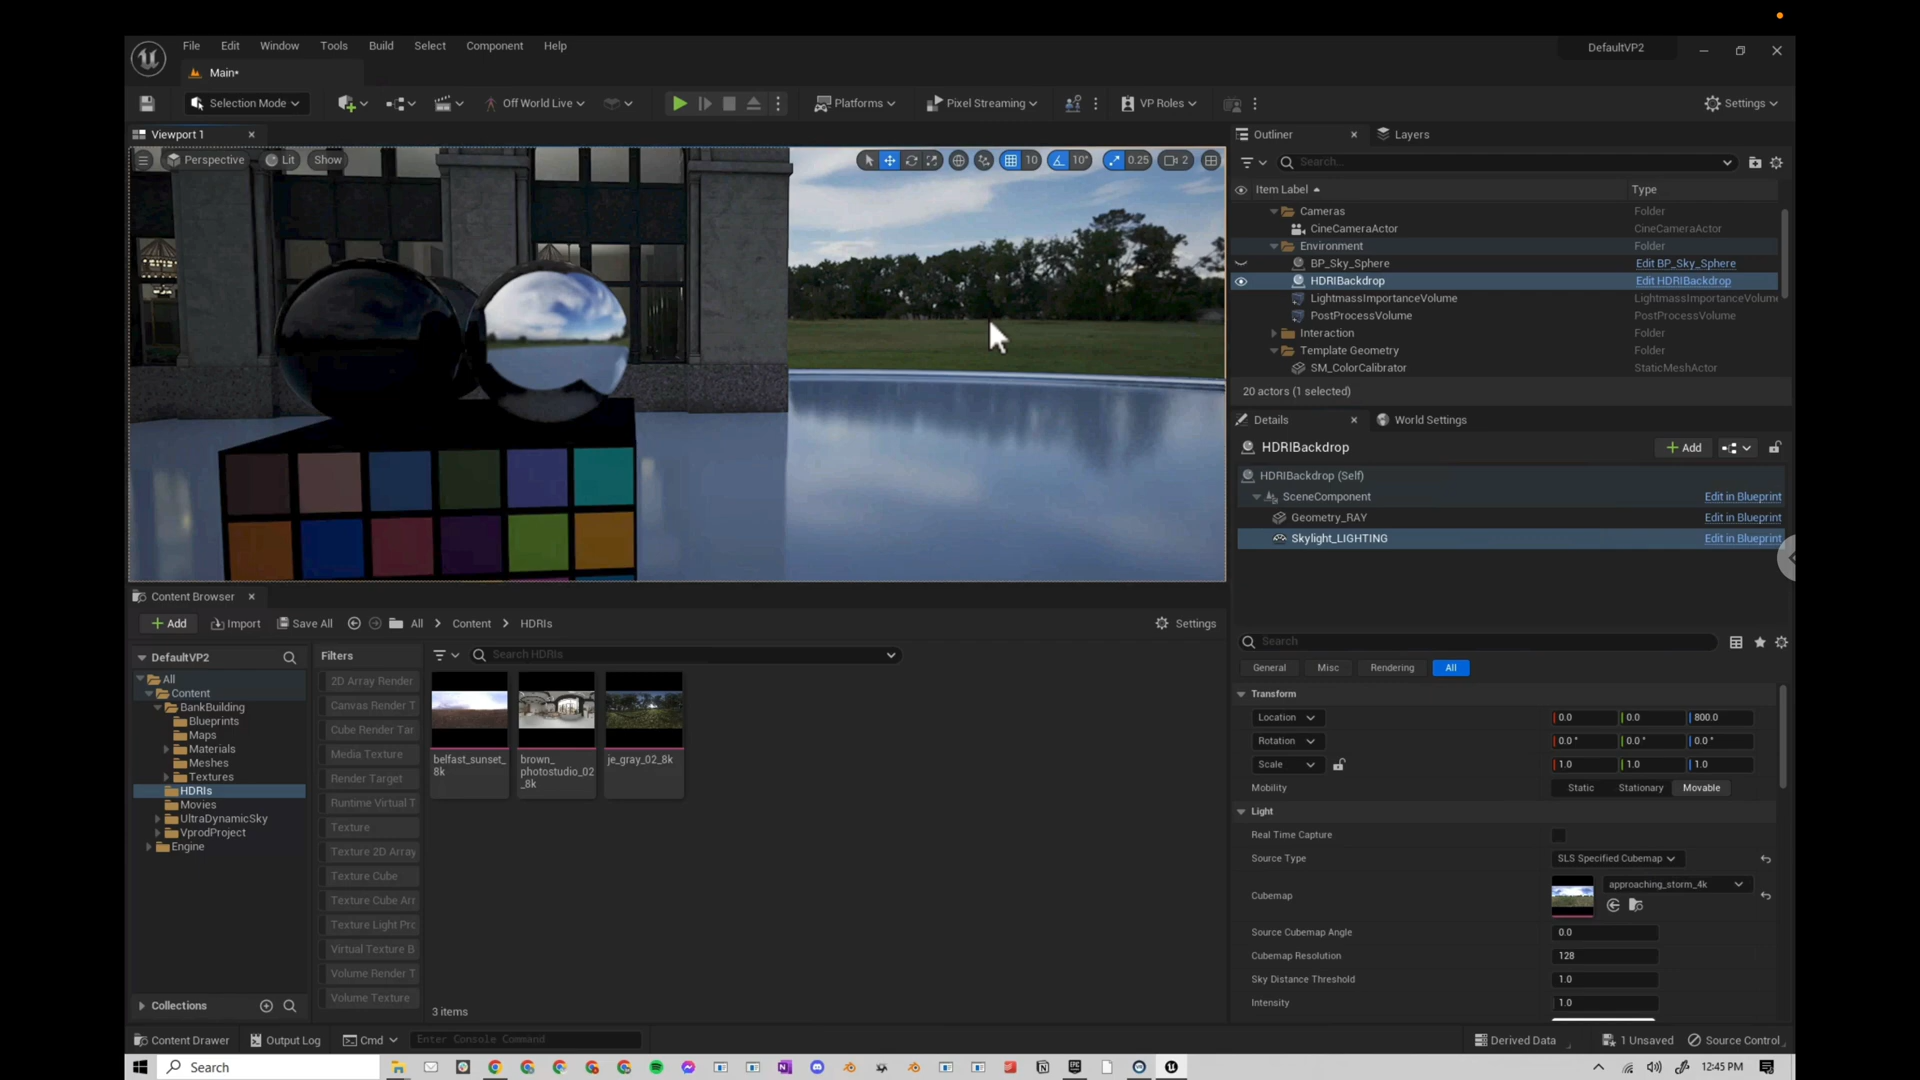 File Edit Window Tools Build Select Component Help
DefaultVP2
Main*
Selection Mode
Off World Live
Platforms
Pixel Streaming
VP Roles
Settings
Viewport 1
Perspective Lit Show
10 10° 0.25 2
Outliner Layers
Search...
Item Label Type
Cameras Folder
CineCameraActor CineCameraActor
Environment Folder
BP_Sky_Sphere Edit BP_Sky_Sphere
HDRIBackdrop Edit HDRIBackdrop
LightmassImportanceVolume LightmassImportanceVolume
PostProcessVolume PostProcessVolume
Interaction Folder
Template Geometry Folder
SM_ColorCalibrator StaticMeshActor
20 actors (1 selected)
Details World Settings
HDRIBackdrop
Add
HDRIBackdrop (Self)
SceneComponent Edit in Blueprint
Geometry_RAY Edit in Blueprint
Skylight_LIGHTING Edit in Blueprint
Search
General Misc Rendering All
Transform
Location 0.0 0.0 800.0
Rotation 0.0° 0.0° 0.0°
Scale 1.0 1.0 1.0
Mobility Static Stationary Movable
Light
Real Time Capture
Source Type SLS Specified Cubemap
Cubemap approaching_storm_4k
Source Cubemap Angle 0.0
Cubemap Resolution 128
Sky Distance Threshold 1.0
Intensity 1.0
Content Browser
Add Import Save All All Content HDRIs
Settings
DefaultVP2
All
Content
BankBuilding
Blueprints
Maps
Materials
Meshes
Textures
HDRIs
Movies
UltraDynamicSky
VprodProject
Engine
Collections
Filters
2D Array Render
Canvas Render T
Cube Render Tar
Media Texture
Render Target
Runtime Virtual T
Texture
Texture 2D Array
Texture Cube
Texture Cube Arr
Texture Light Pro
Virtual Texture B
Volume Render T
Volume Texture
Search HDRIs
belfast_sunset_
8k
brown_
photostudio_02
_8k
je_gray_02_8k
3 items
Content Drawer Output Log Cmd Enter Console Command
Derived Data 1 Unsaved Source Control
Search
12:45 PM